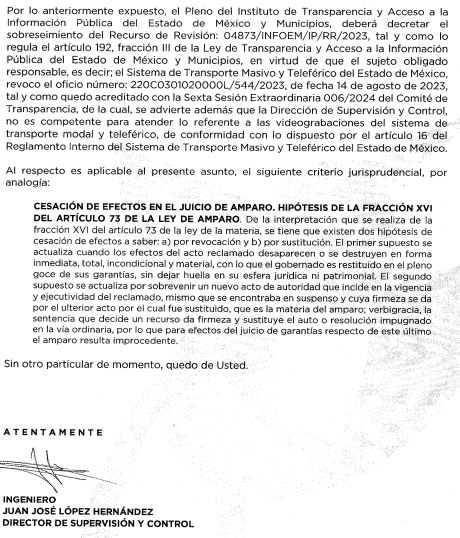 Por lo anteriormente expuesto, el Pleno del Instituto de Transparencia y Acceso a la
Información Pública del Estado de México y Municipios, deberá decretar el
sobreseimiento del Recurso de Revisión: 04873/INFOEM/IP/RR/2023, tal y como lo
regula el artículo 192, fracción III de la Ley de Transparencia y Acceso a la Información
Pública del Estado de México y Municipios, en virtud de que el sujeto obligado
responsable, es decir; el Sistema de Transporte Masivo y Teleférico del Estado de México,
revoco el oficio número: 220C0301020000L/544/2023, de fecha 14 de agosto de 2023,
tal y como quedo acreditado con la Sexta Sesión Extraordinaria 006/2024 del Comité de
Transparencia, de la cual, se advierte además que la Dirección de Supervisión y Control,
no es competente para atender lo referente a las videograbaciones del sistema de
transporte modal y teleférico, de conformidad con lo dispuesto por el artículo 16 del
Reglamento Interno del Sistema de Transporte Masivo y Teleférico del Estado de México.
Al respecto es aplicable al presente asunto, el siguiente criterio jurisprudencial, por
analogía:
CESACIÓN DE EFECTOS EN EL JUICIO DE AMPARO. HIPÓTESIS DE LA FRACCIÓN XVI
DEL ARTÍCULO 73 DE LA LEY DE AMPARO. De la interpretación que se realiza de la
fracción XVI del artículo 73 de la ley de la materia, se tiene que existen dos hipótesis de
cesación de efectos a saber: a) por revocación y b) por sustitución. El primer supuesto se
actualiza cuando los efectos del acto reclamado desaparecen o se destruyen en forma
inmediata, total, incondicional y material, con lo que el gobernado es restituido en el pleno
goce de sus garantías, sin dejar huella en su esfera jurídica ni patrimonial. El segundo
supuesto se actualiza por sobrevenir un nuevo acto de autoridad que incide en la vigencia
y ejecutividad del reclamado, mismo que se encontraba en suspenso y cuya firmeza se da
por el ulterior acto por el cual fue sustituido, que es la materia del amparo; verbigracia, la
sentencia que decide un recurso da firmeza y sustituye el auto o resolución impugnado
en la vía ordinaria, por lo que para efectos del juicio de garantías respecto de este último
el amparo resulta improcedente.
Sin otro particular de momento, quedo de Usted.
A T E N T A M E N T E
INGENIERO
JUAN JOSÉ LÓPEZ HERNÁNDEZ
DIRECTOR DE SUPERVISIÓN Y CONTROL